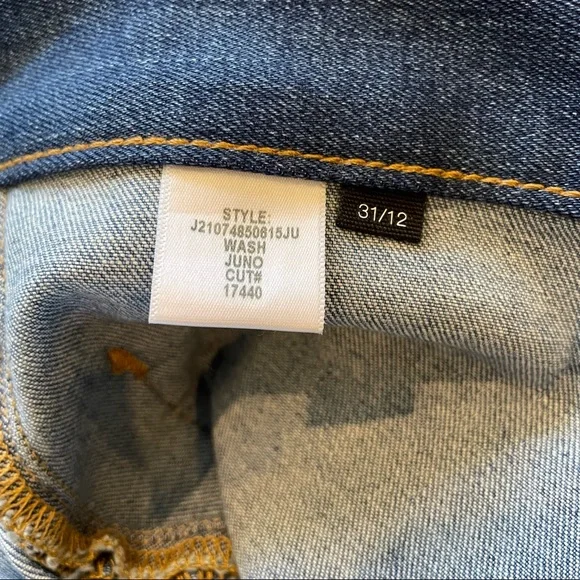 STYLE:
J21074850615JU
WASH
JUNO
CUT#
17440
31/12